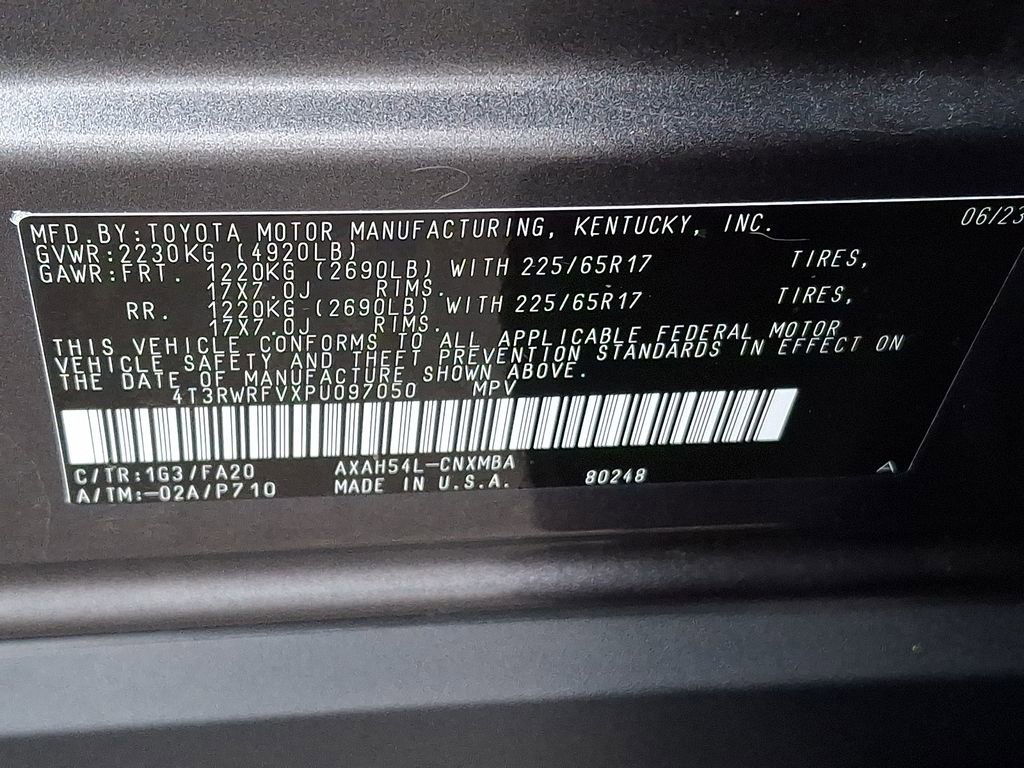 MFD.BY:TOYOTA MOTOR MANUFACTURING, KENTUCKY, INC. 06/23
GVWR:2230KG (4920LB)
GAWR:FRT. 1220KG (2690LB) WITH 225/65R17 TIRES,
17X7.0J RIMS.
RR. 1220KG (2690LB) WITH 225/65R17 TIRES,
17X7.0J RIMS.
THIS VEHICLE CONFORMS TO ALL APPLICABLE FEDERAL MOTOR
VEHICLE SAFETY AND THEFT PREVENTION STANDARDS IN EFFECT ON
THE DATE OF MANUFACTURE SHOWN ABOVE.
4T3RWRFVXPU097050 MPV
C/TR:1G3/FA20 AXAH54L-CNXMBA A
A/TM:-02A/P710 MADE IN U.S.A. 80248